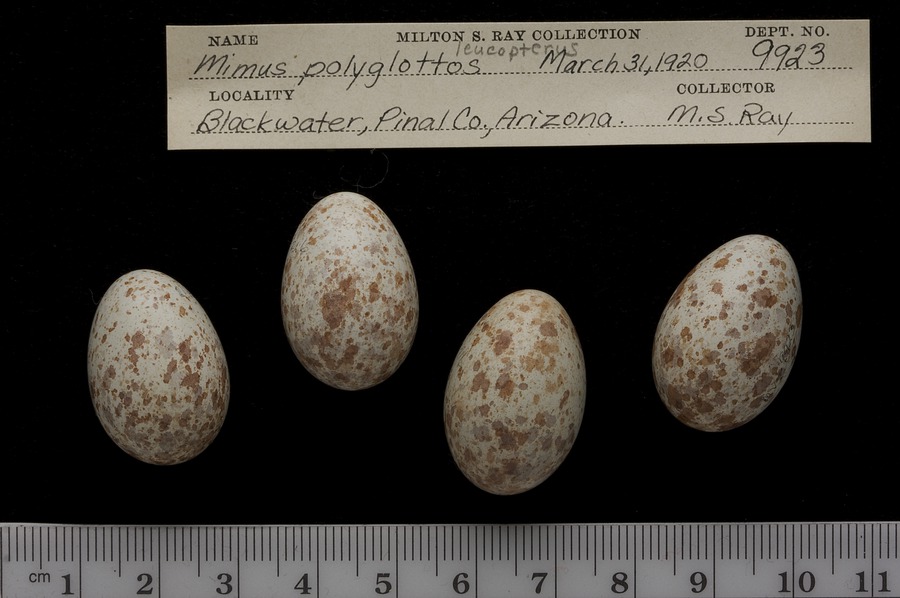 NAME MILTON S. RAY COLLECTION DEPT. NO.
leucopterus
Mimus polyglottos March 31, 1920 9923
LOCALITY COLLECTOR
Blackwater, Pinal Co., Arizona. M. S. Ray
cm 1 2 3 4 5 6 7 8 9 10 11